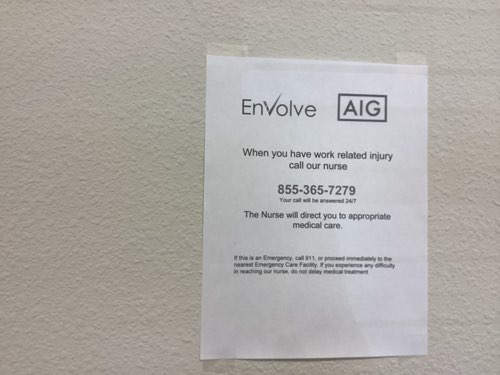 EnVolve AIG
When you have work related injury
call our nurse
855-365-7279
Your call will be answered 24/7
The Nurse will direct you to appropriate
medical care.
If this is an Emergency, call 911, or proceed immediately to the
nearest Emergency Care Facility. If you experience any difficulty
in reaching our nurse, do not delay medical treatment